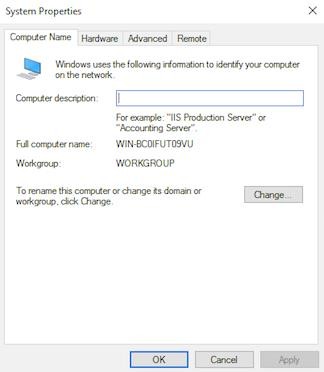 System Properties
Computer Name Hardware Advanced Remote
Windows uses the following information to identify your computer
on the network.
Computer description:
For example: "IIS Production Server" or
"Accounting Server".
Full computer name: WIN-BC0IFUT09VU
Workgroup: WORKGROUP
To rename this computer or change its domain or
workgroup, click Change.
Change...
OK Cancel Apply